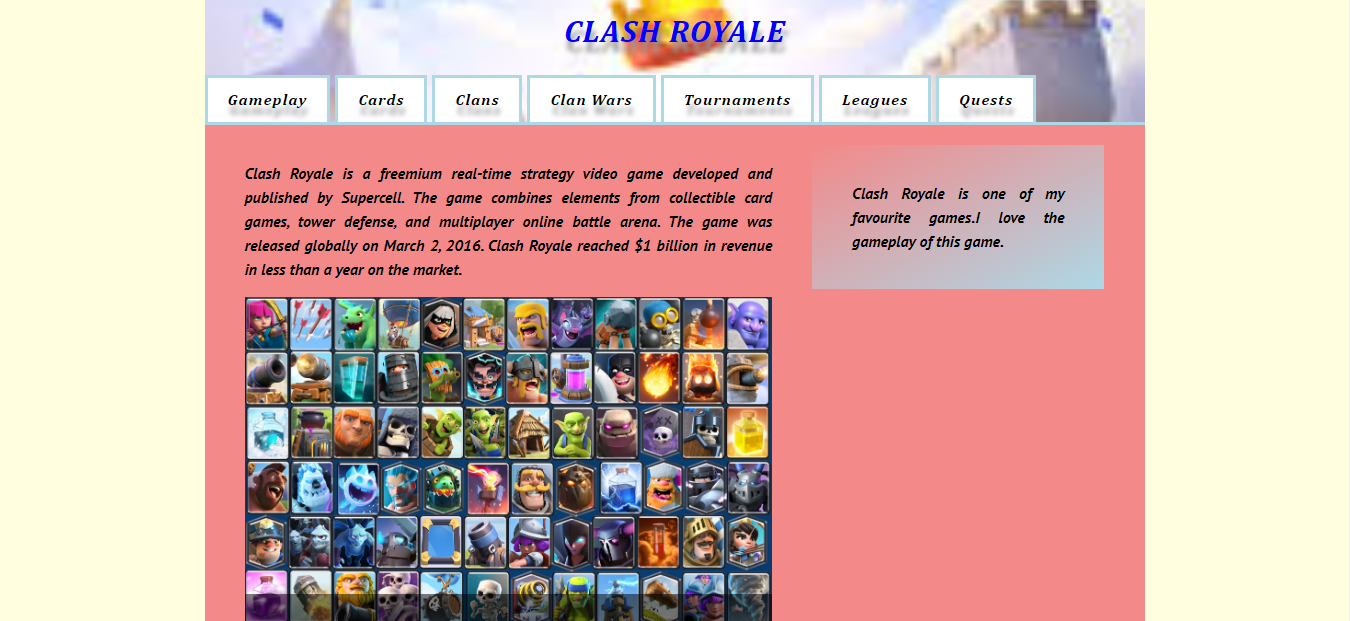 CLASH ROYALE
Gameplay
Cards
Clans
Clan Wars
Tournaments
Leagues
Quests
Clash Royale is a freemium real-time strategy video game developed and
published by Supercell. The game combines elements from collectible card
games, tower defense, and multiplayer online battle arena. The game was
released globally on March 2, 2016. Clash Royale reached $1 billion in revenue
in less than a year on the market.
Clash Royale is one of my
favourite games.I love the
gameplay of this game.